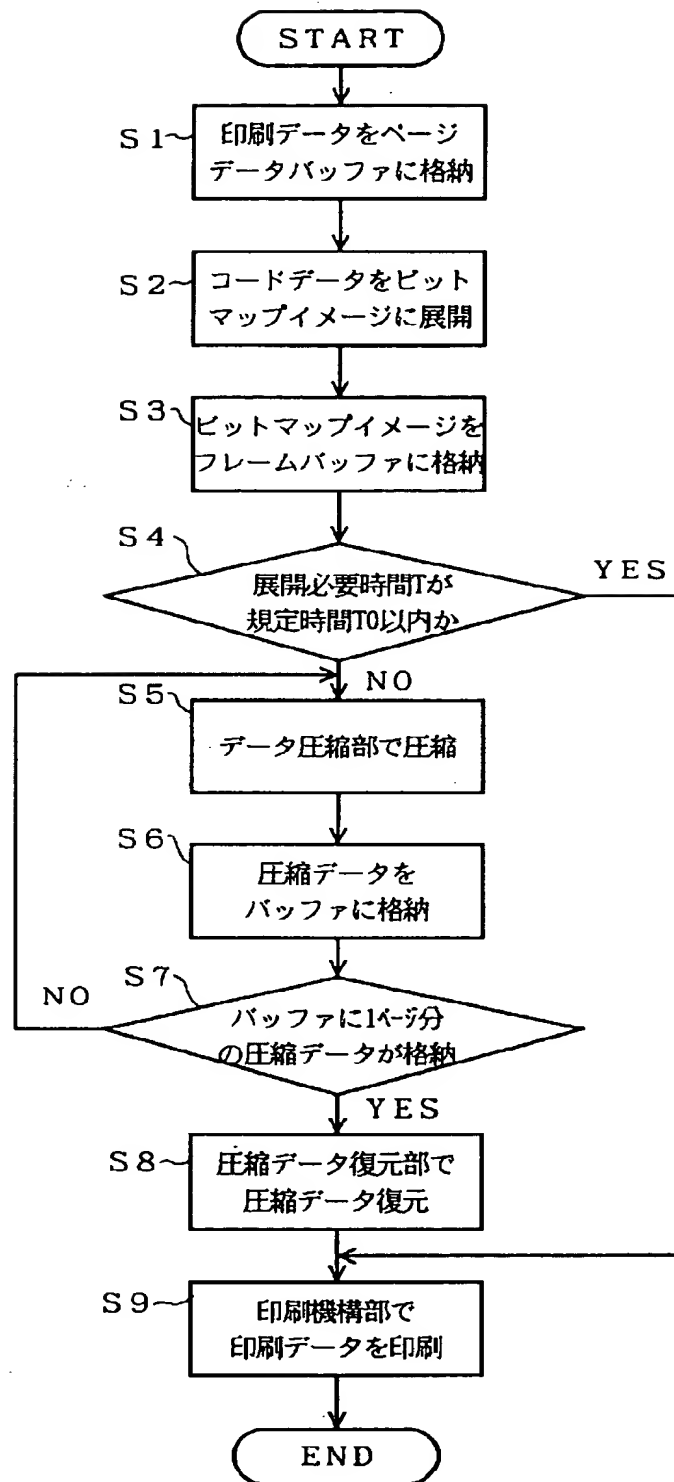 START
S1
印刷データをページ
データバッファに格納
S2
コードデータをビット
マップイメージに展開
S3
ビットマップイメージを
フレームバッファに格納
S4
展開必要時間Tが
規定時間T0以内か
YES
NO
S5
データ圧縮部で圧縮
S6
圧縮データを
バッファに格納
S7
NO
バッファに1ページ分
の圧縮データが格納
YES
S8
圧縮データ復元部で
圧縮データ復元
S9
印刷機構部で
印刷データを印刷
END